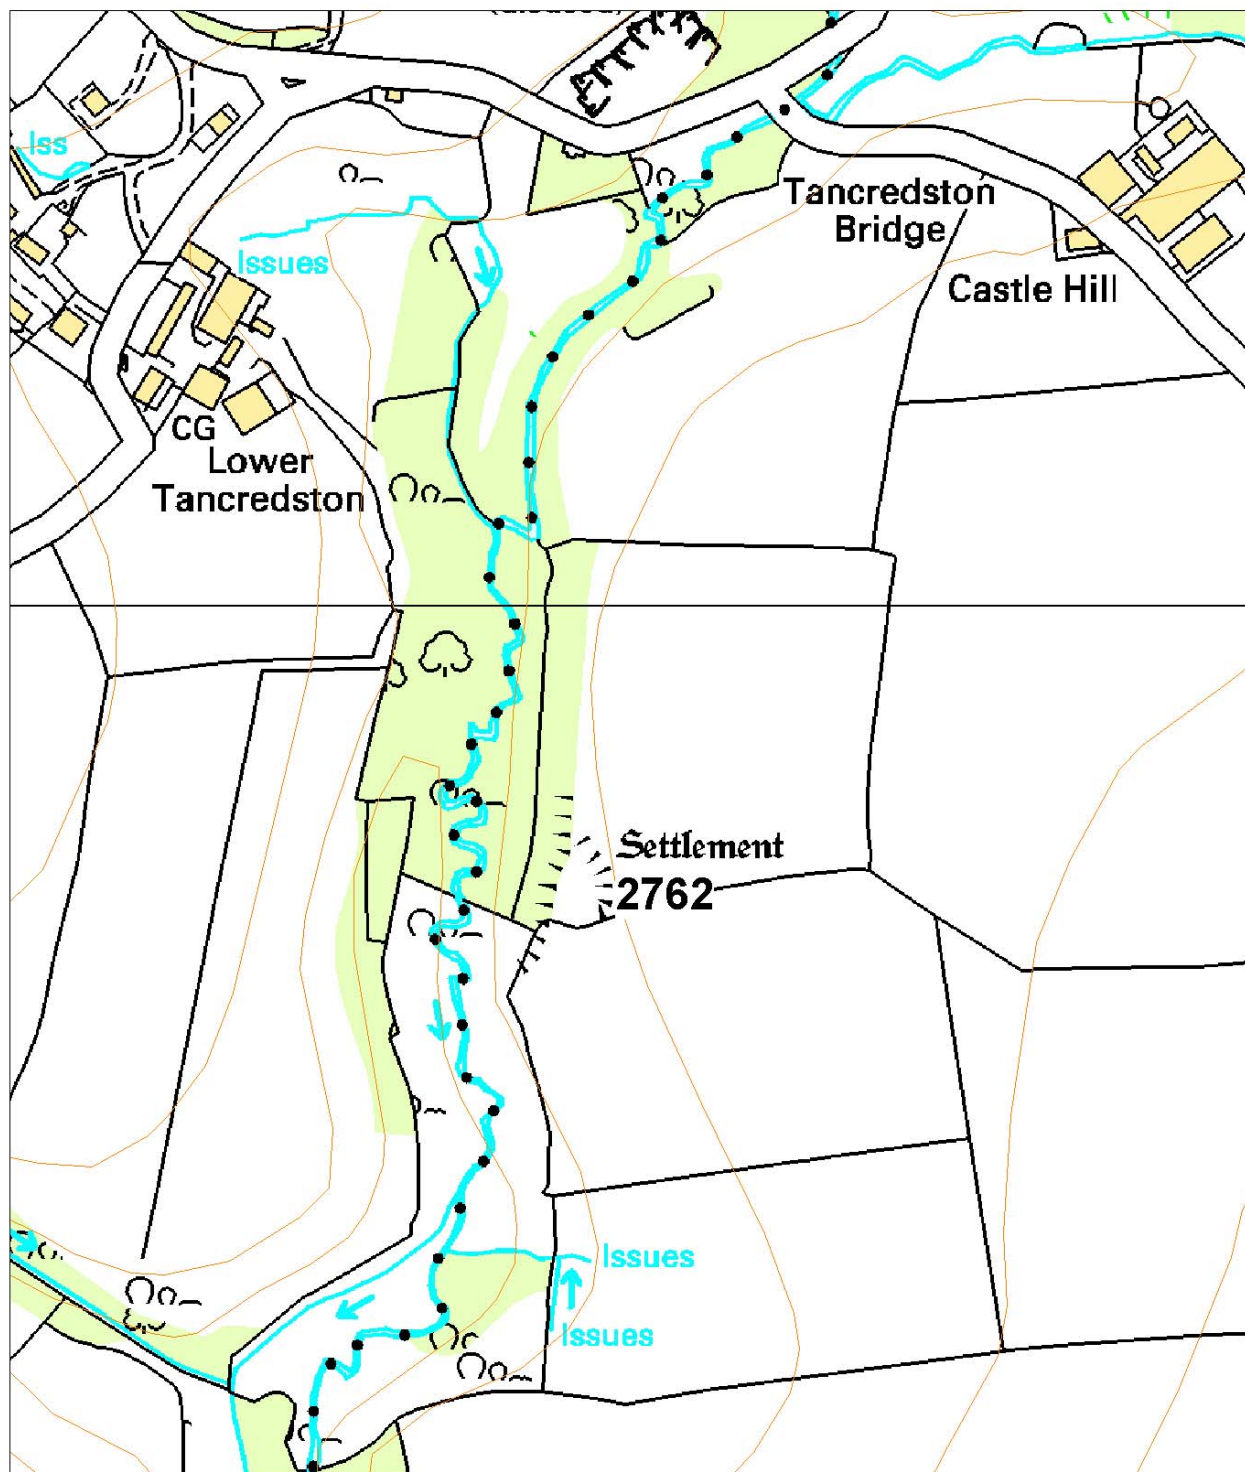 Iss
Issues
Tancredston
Bridge
Castle Hill
CG
Lower
Tancredston
Settlement
2762
Issues
Issues